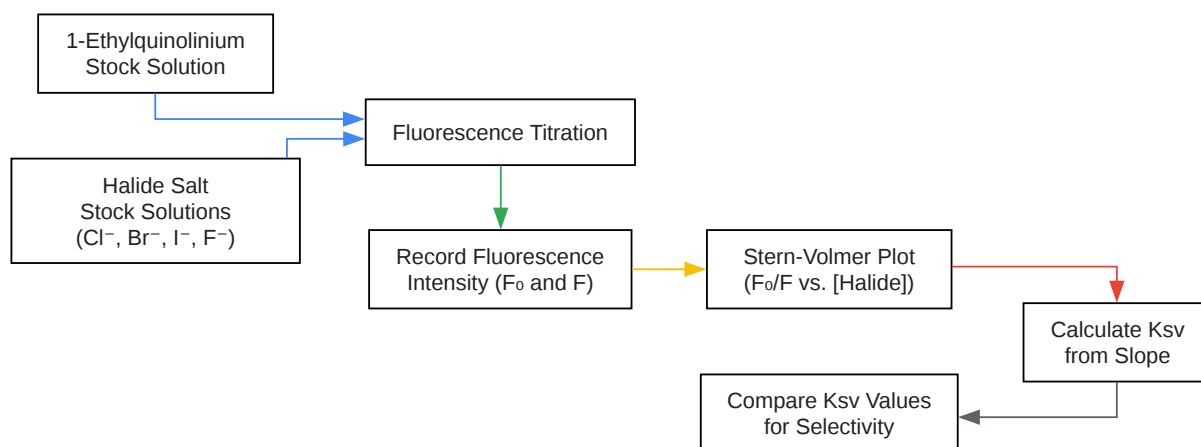 1-Ethylquinolinium
Stock Solution
Halide Salt
Stock Solutions
(Cl⁻, Br⁻, I⁻, F⁻)
Fluorescence Titration
Record Fluorescence
Intensity (F₀ and F)
Stern-Volmer Plot
(F₀/F vs. [Halide])
Calculate Ksv
from Slope
Compare Ksv Values
for Selectivity